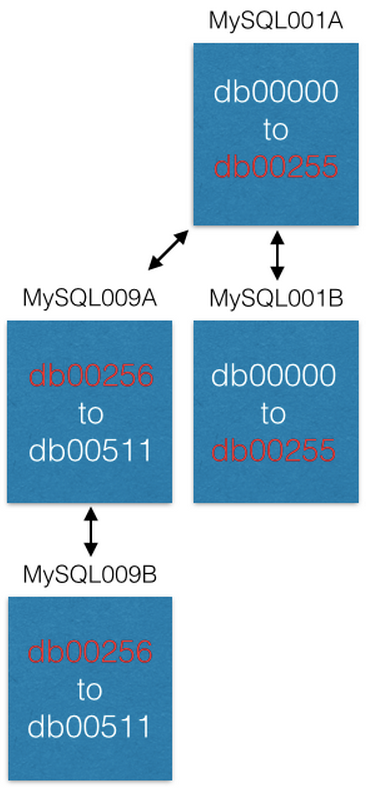 MySQL001A
db00000
to
db00255
MySQL009A
db00256
to
db00511
MySQL001B
db00000
to
db00255
MySQL009B
db00256
to
db00511